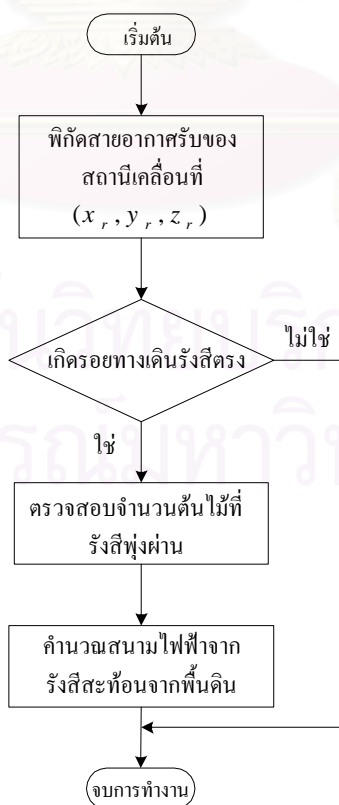 เริ่มต้น
พิกัดสายอากาศรับของ
สถานีเคลื่อนที่
(x r , y r , z r )
เกิดรอยทางเดินรังสีตรง
ไม่ใช่
ใช่
ตรวจสอบจำนวนต้นไม้ที่
รังสีพุ่งผ่าน
คำนวณสนามไฟฟ้าจาก
รังสีสะท้อนจากพื้นดิน
จบการทำงาน